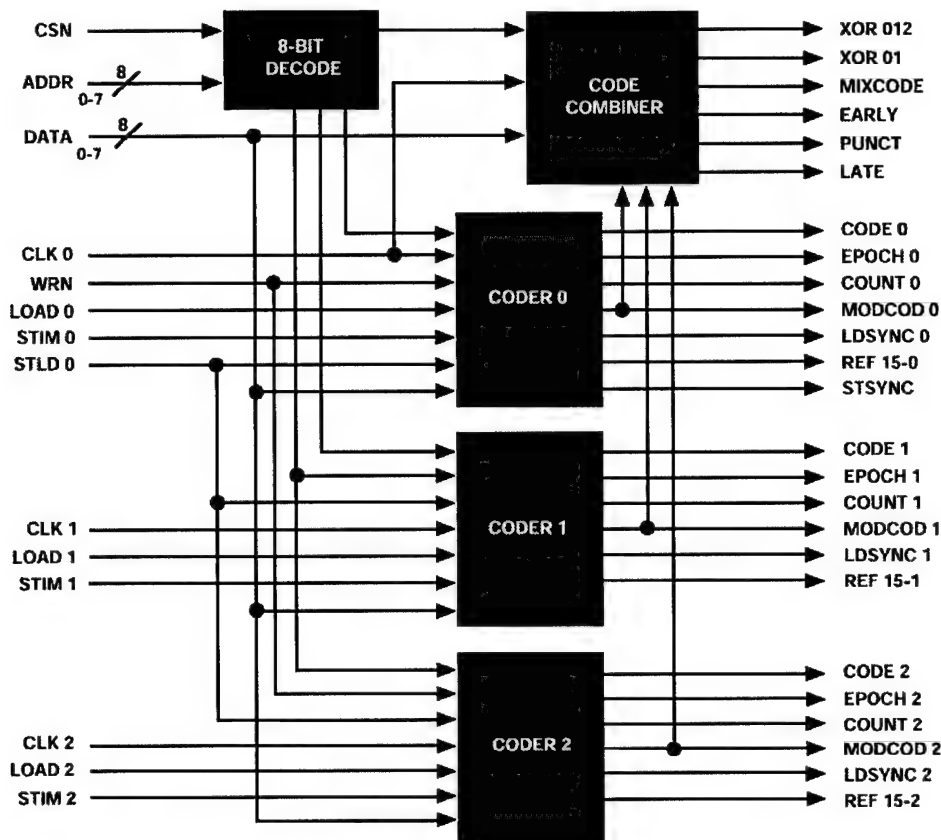 CSN
ADDR
0-7
8
DATA
0-7
8
8-BIT
DECODE
CODE
COMBINER
XOR 012
XOR 01
MIXCODE
EARLY
PUNCT
LATE
CLK 0
WRN
LOAD 0
STIM 0
STLD 0
CODER 0
CODE 0
EPOCH 0
COUNT 0
MODCOD 0
LDSYNC 0
REF 15-0
STSYNC
CLK 1
LOAD 1
STIM 1
CODER 1
CODE 1
EPOCH 1
COUNT 1
MODCOD 1
LDSYNC 1
REF 15-1
CLK 2
LOAD 2
STIM 2
CODER 2
CODE 2
EPOCH 2
COUNT 2
MODCOD 2
LDSYNC 2
REF 15-2